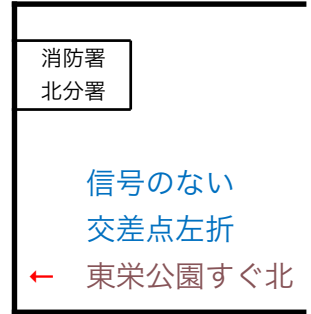 消防署
北分署
信号のない
交差点左折
← 東栄公園すぐ北